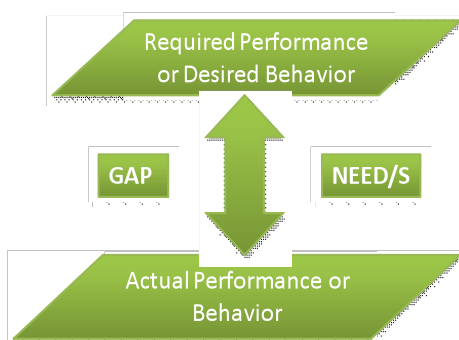 Required Performance
or Desired Behavior
GAP
NEED/S
Actual Performance or
Behavior